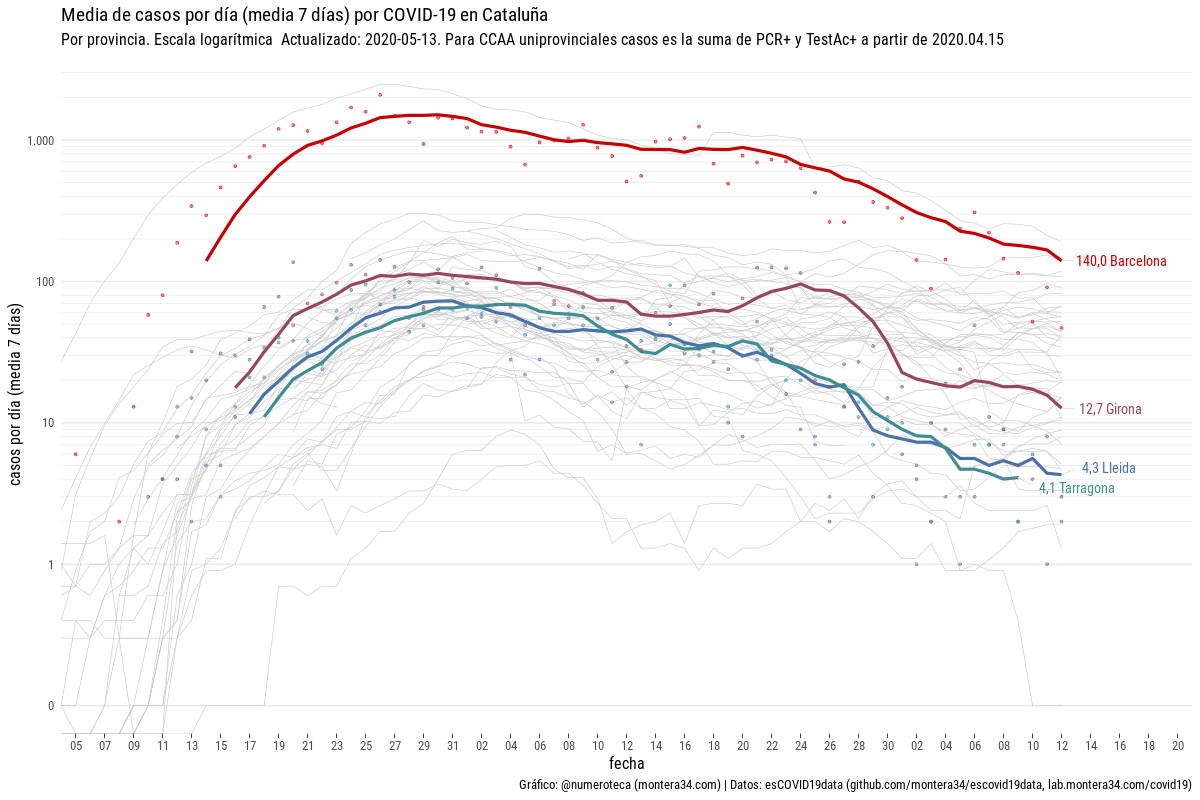 Media de casos por día (media 7 días) por COVID-19 en Cataluña
Por provincia. Escala logarítmica  Actualizado: 2020-05-13. Para CCAA uniprovinciales casos es la suma de PCR+ y TestAc+ a partir de 2020.04.15
casos por día (media 7 días)
1.000
100
10
1
0
140,0 Barcelona
12,7 Girona
4,3 Lleida
4,1 Tarragona
05 07 09 11 13 15 17 19 21 23 25 27 29 31 02 04 06 08 10 12 14 16 18 20 22 24 26 28 30 02 04 06 08 10 12 14 16 18 20
fecha
Gráfico: @numeroteca (montera34.com) | Datos: esCOVID19data (github.com/montera34/escovid19data, lab.montera34.com/covid19)